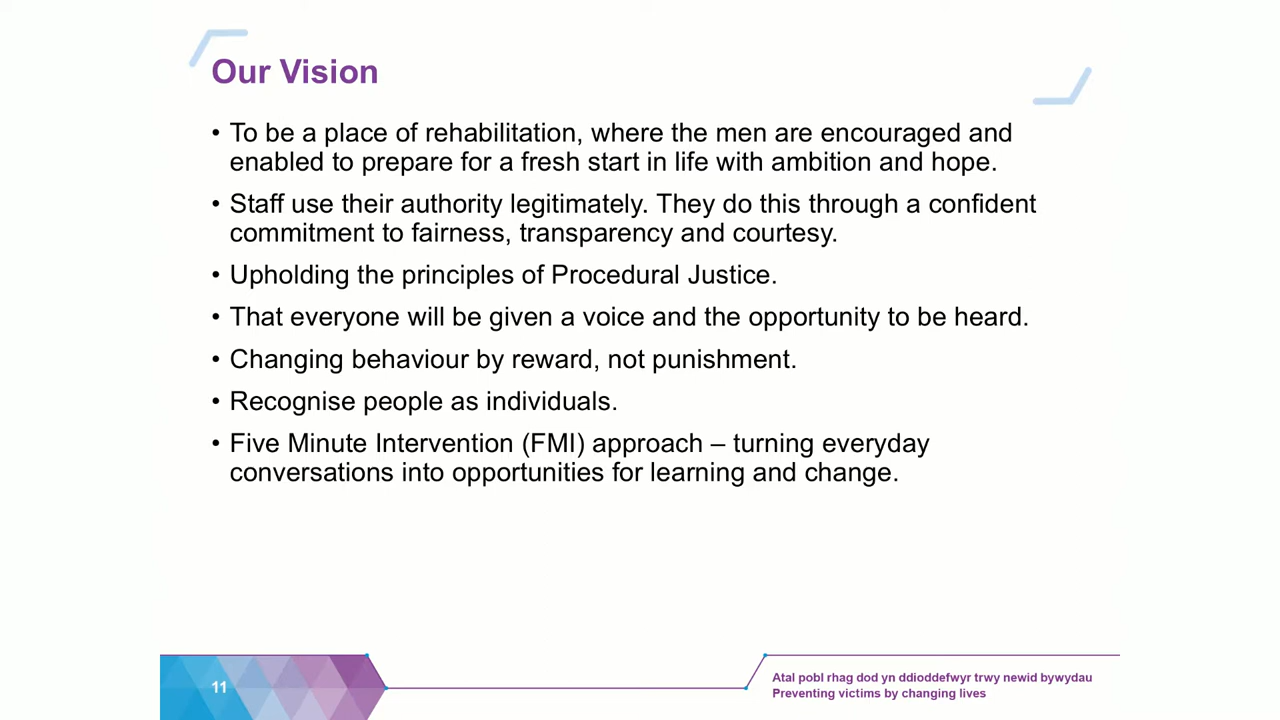 Our Vision
• To be a place of rehabilitation, where the men are encouraged and
enabled to prepare for a fresh start in life with ambition and hope.
• Staff use their authority legitimately. They do this through a confident
commitment to fairness, transparency and courtesy.
• Upholding the principles of Procedural Justice.
• That everyone will be given a voice and the opportunity to be heard.
• Changing behaviour by reward, not punishment.
• Recognise people as individuals.
• Five Minute Intervention (FMI) approach – turning everyday
conversations into opportunities for learning and change.
11
Atal pobl rhag dod yn ddioddefwyr trwy newid bywydau
Preventing victims by changing lives